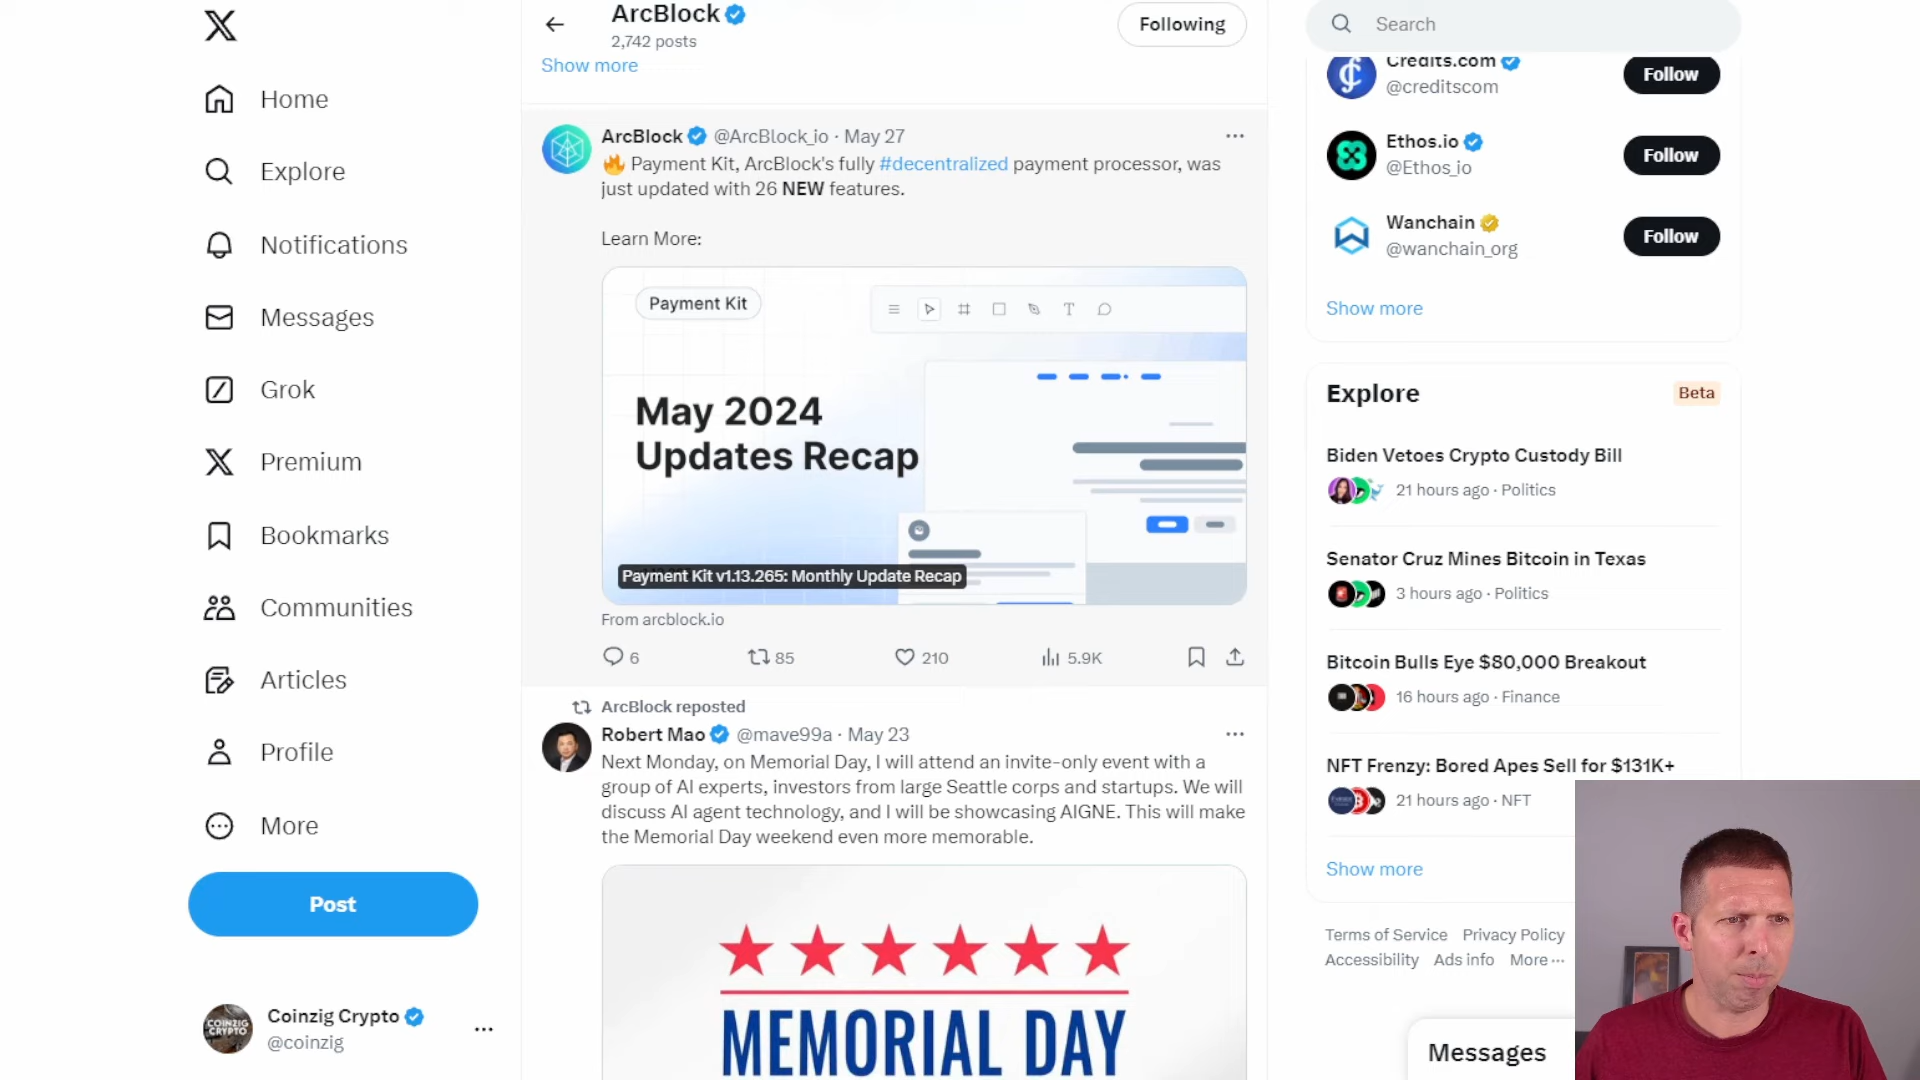 Home
Explore
Notifications
Messages
Grok
Premium
Bookmarks
Communities
Articles
Profile
More
Post
COINZIG
CRYPTO
Coinzig Crypto
@coinzig
ArcBlock
2,742 posts
Following
Show more
ArcBlock @ArcBlock_io · May 27
🔥 Payment Kit, ArcBlock's fully #decentralized payment processor, was
just updated with 26 NEW features.
Learn More:
Payment Kit
May 2024
Updates Recap
Payment Kit v1.13.265: Monthly Update Recap
From arcblock.io
6 85 210 5.9K
ArcBlock reposted
Robert Mao @mave99a · May 23
Next Monday, on Memorial Day, I will attend an invite-only event with a
group of AI experts, investors from large Seattle corps and startups. We will
discuss AI agent technology, and I will be showcasing AIGNE. This will make
the Memorial Day weekend even more memorable.
MEMORIAL DAY
Search
Credits.com
@creditscom
Follow
Ethos.io
@Ethos_io
Follow
Wanchain
@wanchain_org
Follow
Show more
Explore
Beta
Biden Vetoes Crypto Custody Bill
21 hours ago · Politics
Senator Cruz Mines Bitcoin in Texas
3 hours ago · Politics
Bitcoin Bulls Eye $80,000 Breakout
16 hours ago · Finance
NFT Frenzy: Bored Apes Sell for $131K+
21 hours ago · NFT
Show more
Terms of Service Privacy Policy
Accessibility Ads info More ···
Messages